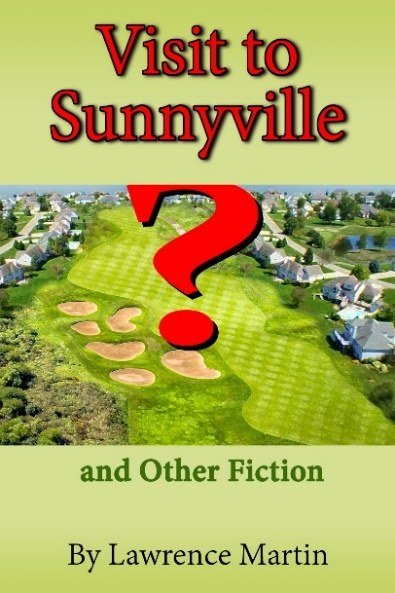 Visit to
Sunnyville
?
and Other Fiction
By Lawrence Martin